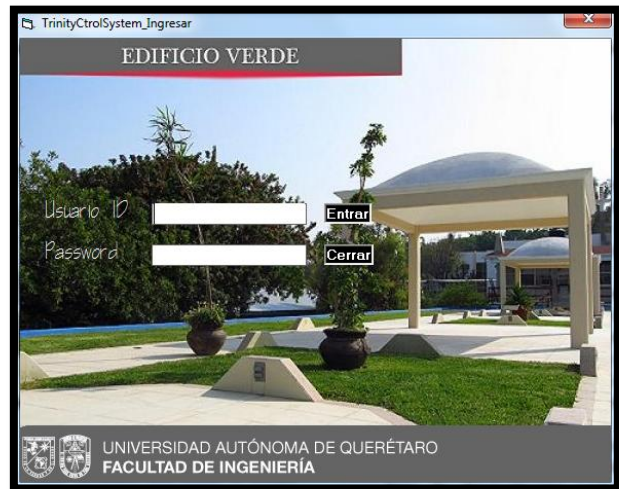 TrinityCtrolSystem_Ingresar
EDIFICIO VERDE
Usuario ID
Entrar
Password
Cerrar
UNIVERSIDAD AUTÓNOMA DE QUERÉTARO
FACULTAD DE INGENIERÍA